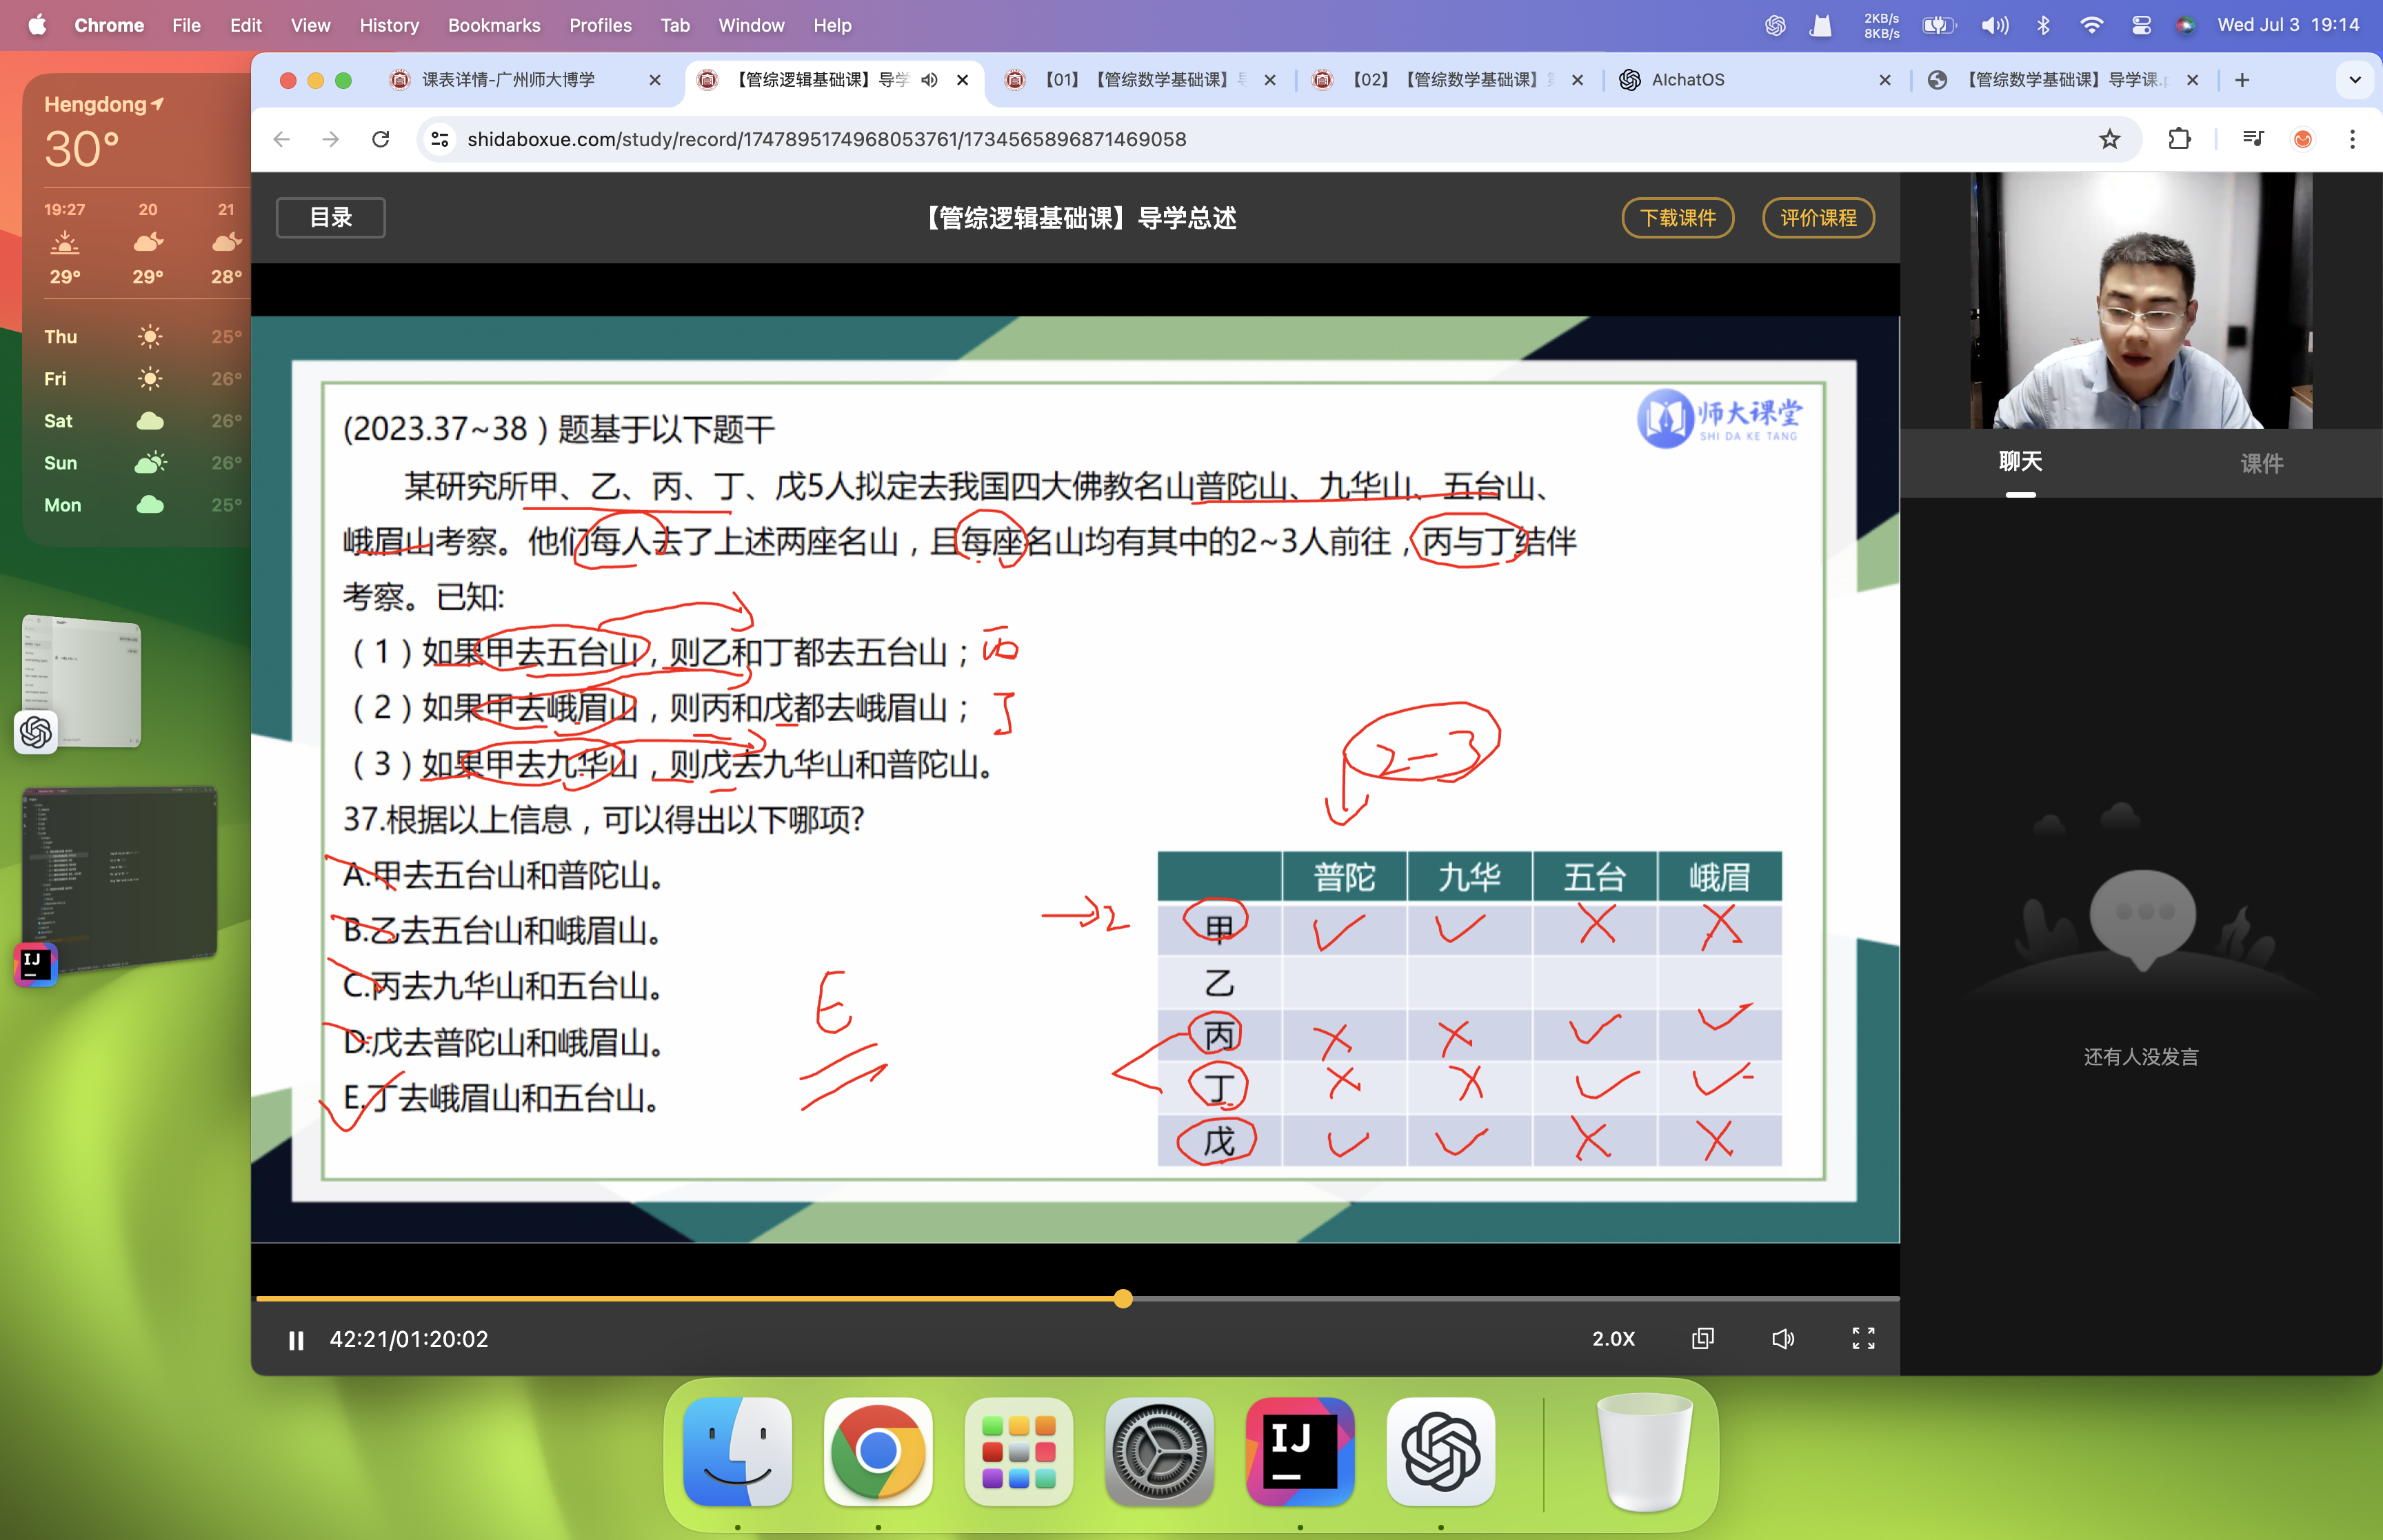 Chrome File Edit View History Bookmarks Profiles Tab Window Help
2KB/s
8KB/s
Wed Jul 3 19:14
Hengdong
30°
19:27 20 21
29° 29° 28°
Thu 25°
Fri 26°
Sat 26°
Sun 26°
Mon 25°
课表详情-广州师大博学
【管综逻辑基础课】导学
【01】【管综数学基础课】
【02】【管综数学基础课】
AIchatOS
【管综数学基础课】导学课.
shidaboxue.com/study/record/1747895174968053761/1734565896871469058
目录
【管综逻辑基础课】导学总述
下载课件
评价课程
师大课堂
SHI DA KE TANG
(2023.37~38）题基于以下题干
某研究所甲、乙、丙、丁、戊5人拟定去我国四大佛教名山普陀山、九华山、五台山、
峨眉山考察。他们每人去了上述两座名山，且每座名山均有其中的2~3人前往，丙与丁结伴
考察。已知:
（1）如果甲去五台山，则乙和丁都去五台山；丙
（2）如果甲去峨眉山，则丙和戊都去峨眉山；丁
（3）如果甲去九华山，则戊去九华山和普陀山。
2-3
37.根据以上信息，可以得出以下哪项?
A.甲去五台山和普陀山。
B.乙去五台山和峨眉山。
C.丙去九华山和五台山。
D.戊去普陀山和峨眉山。
E.丁去峨眉山和五台山。
E
普陀 九华 五台 峨眉
→2 甲 ✓ ✓ ✗ ✗
乙
丙 ✗ ✗ ✓ ✓
丁 ✗ ✗ ✓ ✓
戊 ✓ ✓ ✗ ✗
聊天
课件
还有人没发言
42:21/01:20:02
2.0X
IJ
IJ